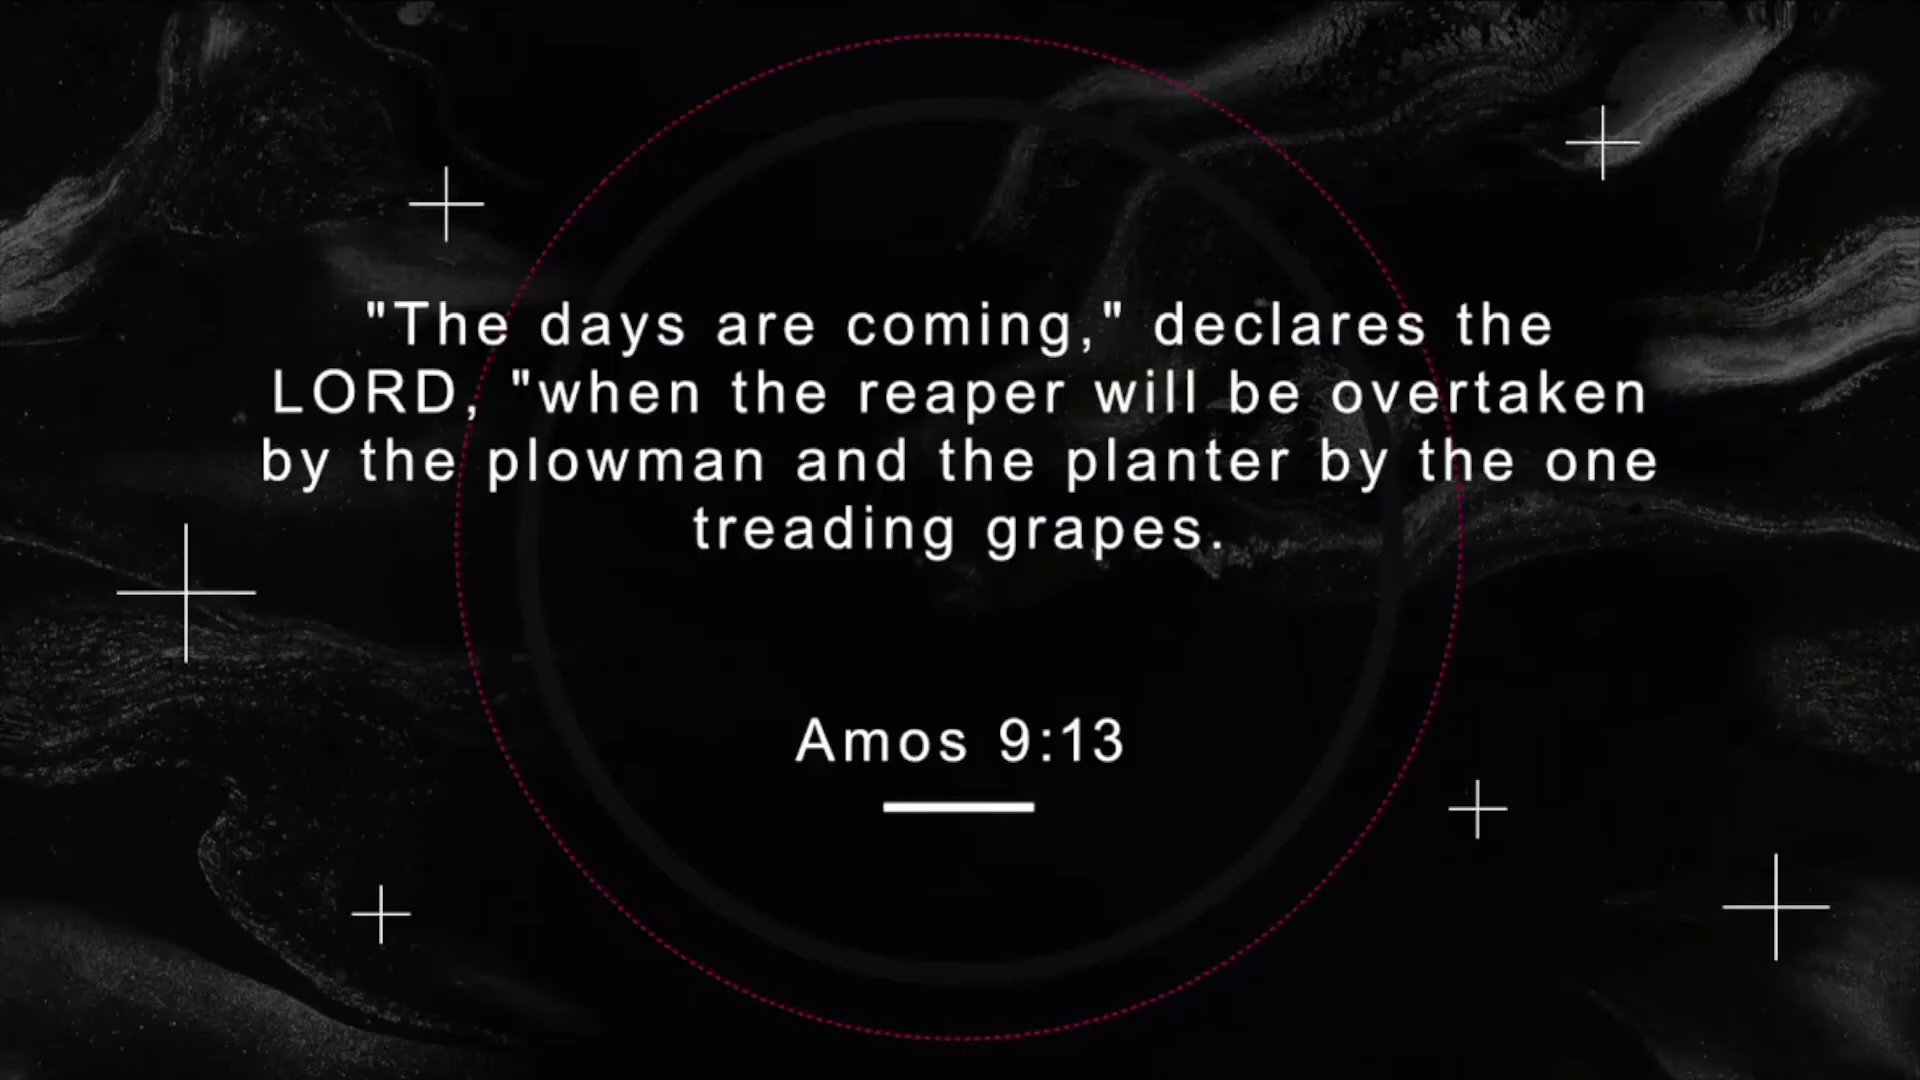 "The days are coming," declares the
LORD, "when the reaper will be overtaken
by the plowman and the planter by the one
treading grapes.
Amos 9:13